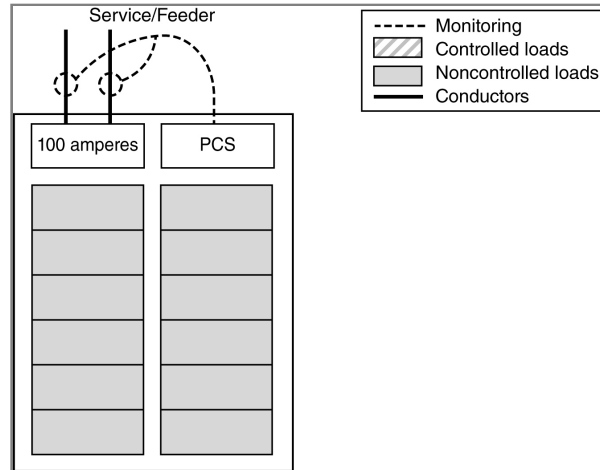 Service/Feeder
100 amperes
PCS
Monitoring
Controlled loads
Noncontrolled loads
Conductors